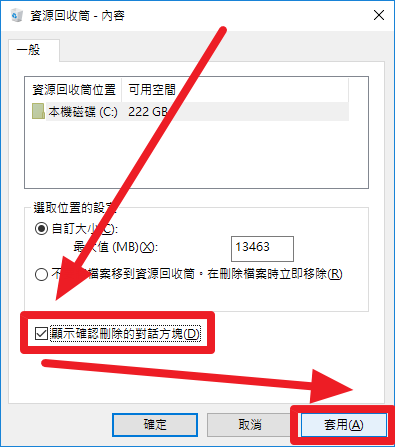 資源回收筒 - 內容
一般
資源回收筒位置 可用空間
本機磁碟 (C:) 222 GB
選取位置的設定
自訂大小(C):
最大值 (MB)(X): 13463
檔案移到資源回收筒。在刪除檔案時立即移除(R)
顯示確認刪除的對話方塊(D)
確定 取消 套用(A)